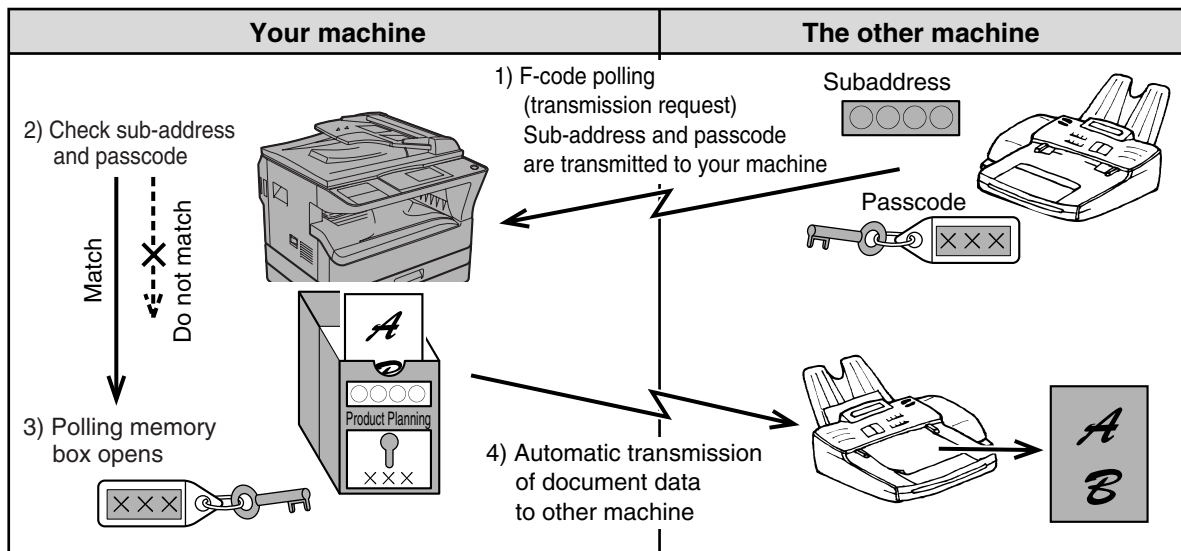 Your machine
The other machine
1) F-code polling
(transmission request)
Sub-address and passcode
are transmitted to your machine
Subaddress
2) Check sub-address
and passcode
Passcode
×××
Match
Do not match
A
Product Planning
×××
3) Polling memory
box opens
×××
4) Automatic transmission
of document data
to other machine
A
B